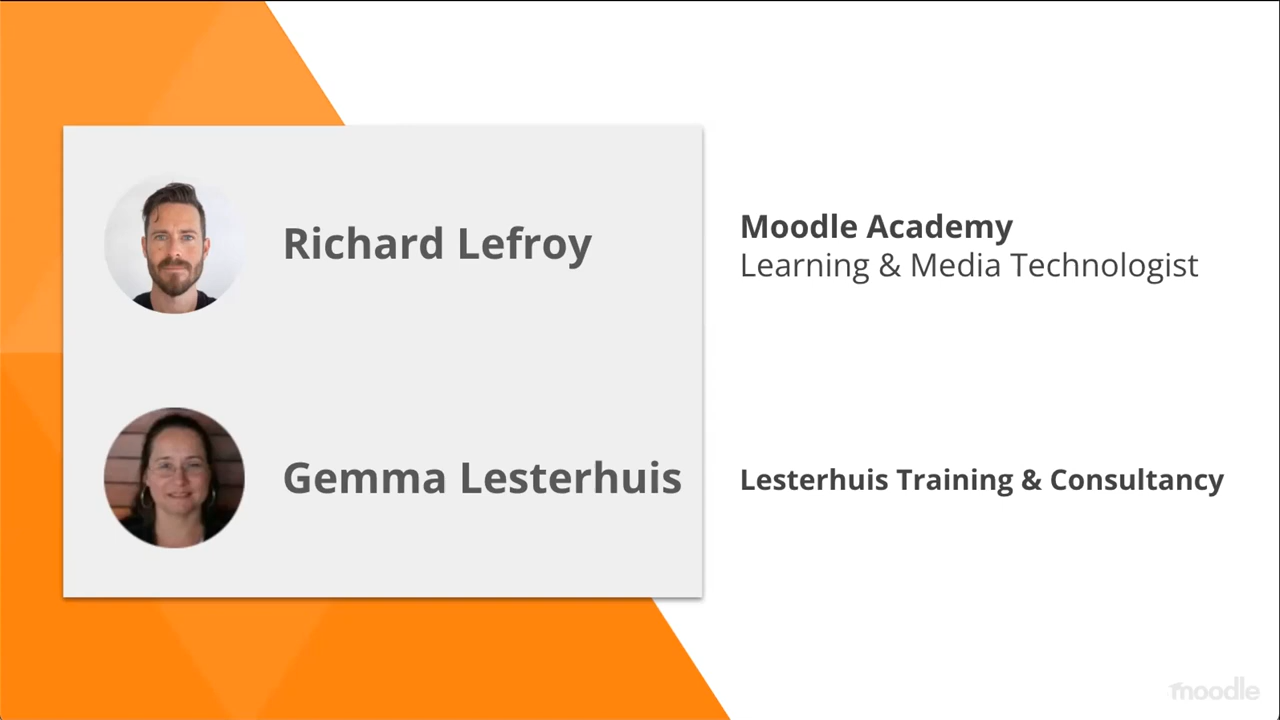 Richard Lefroy
Moodle Academy
Learning & Media Technologist
Gemma Lesterhuis
Lesterhuis Training & Consultancy
moodle